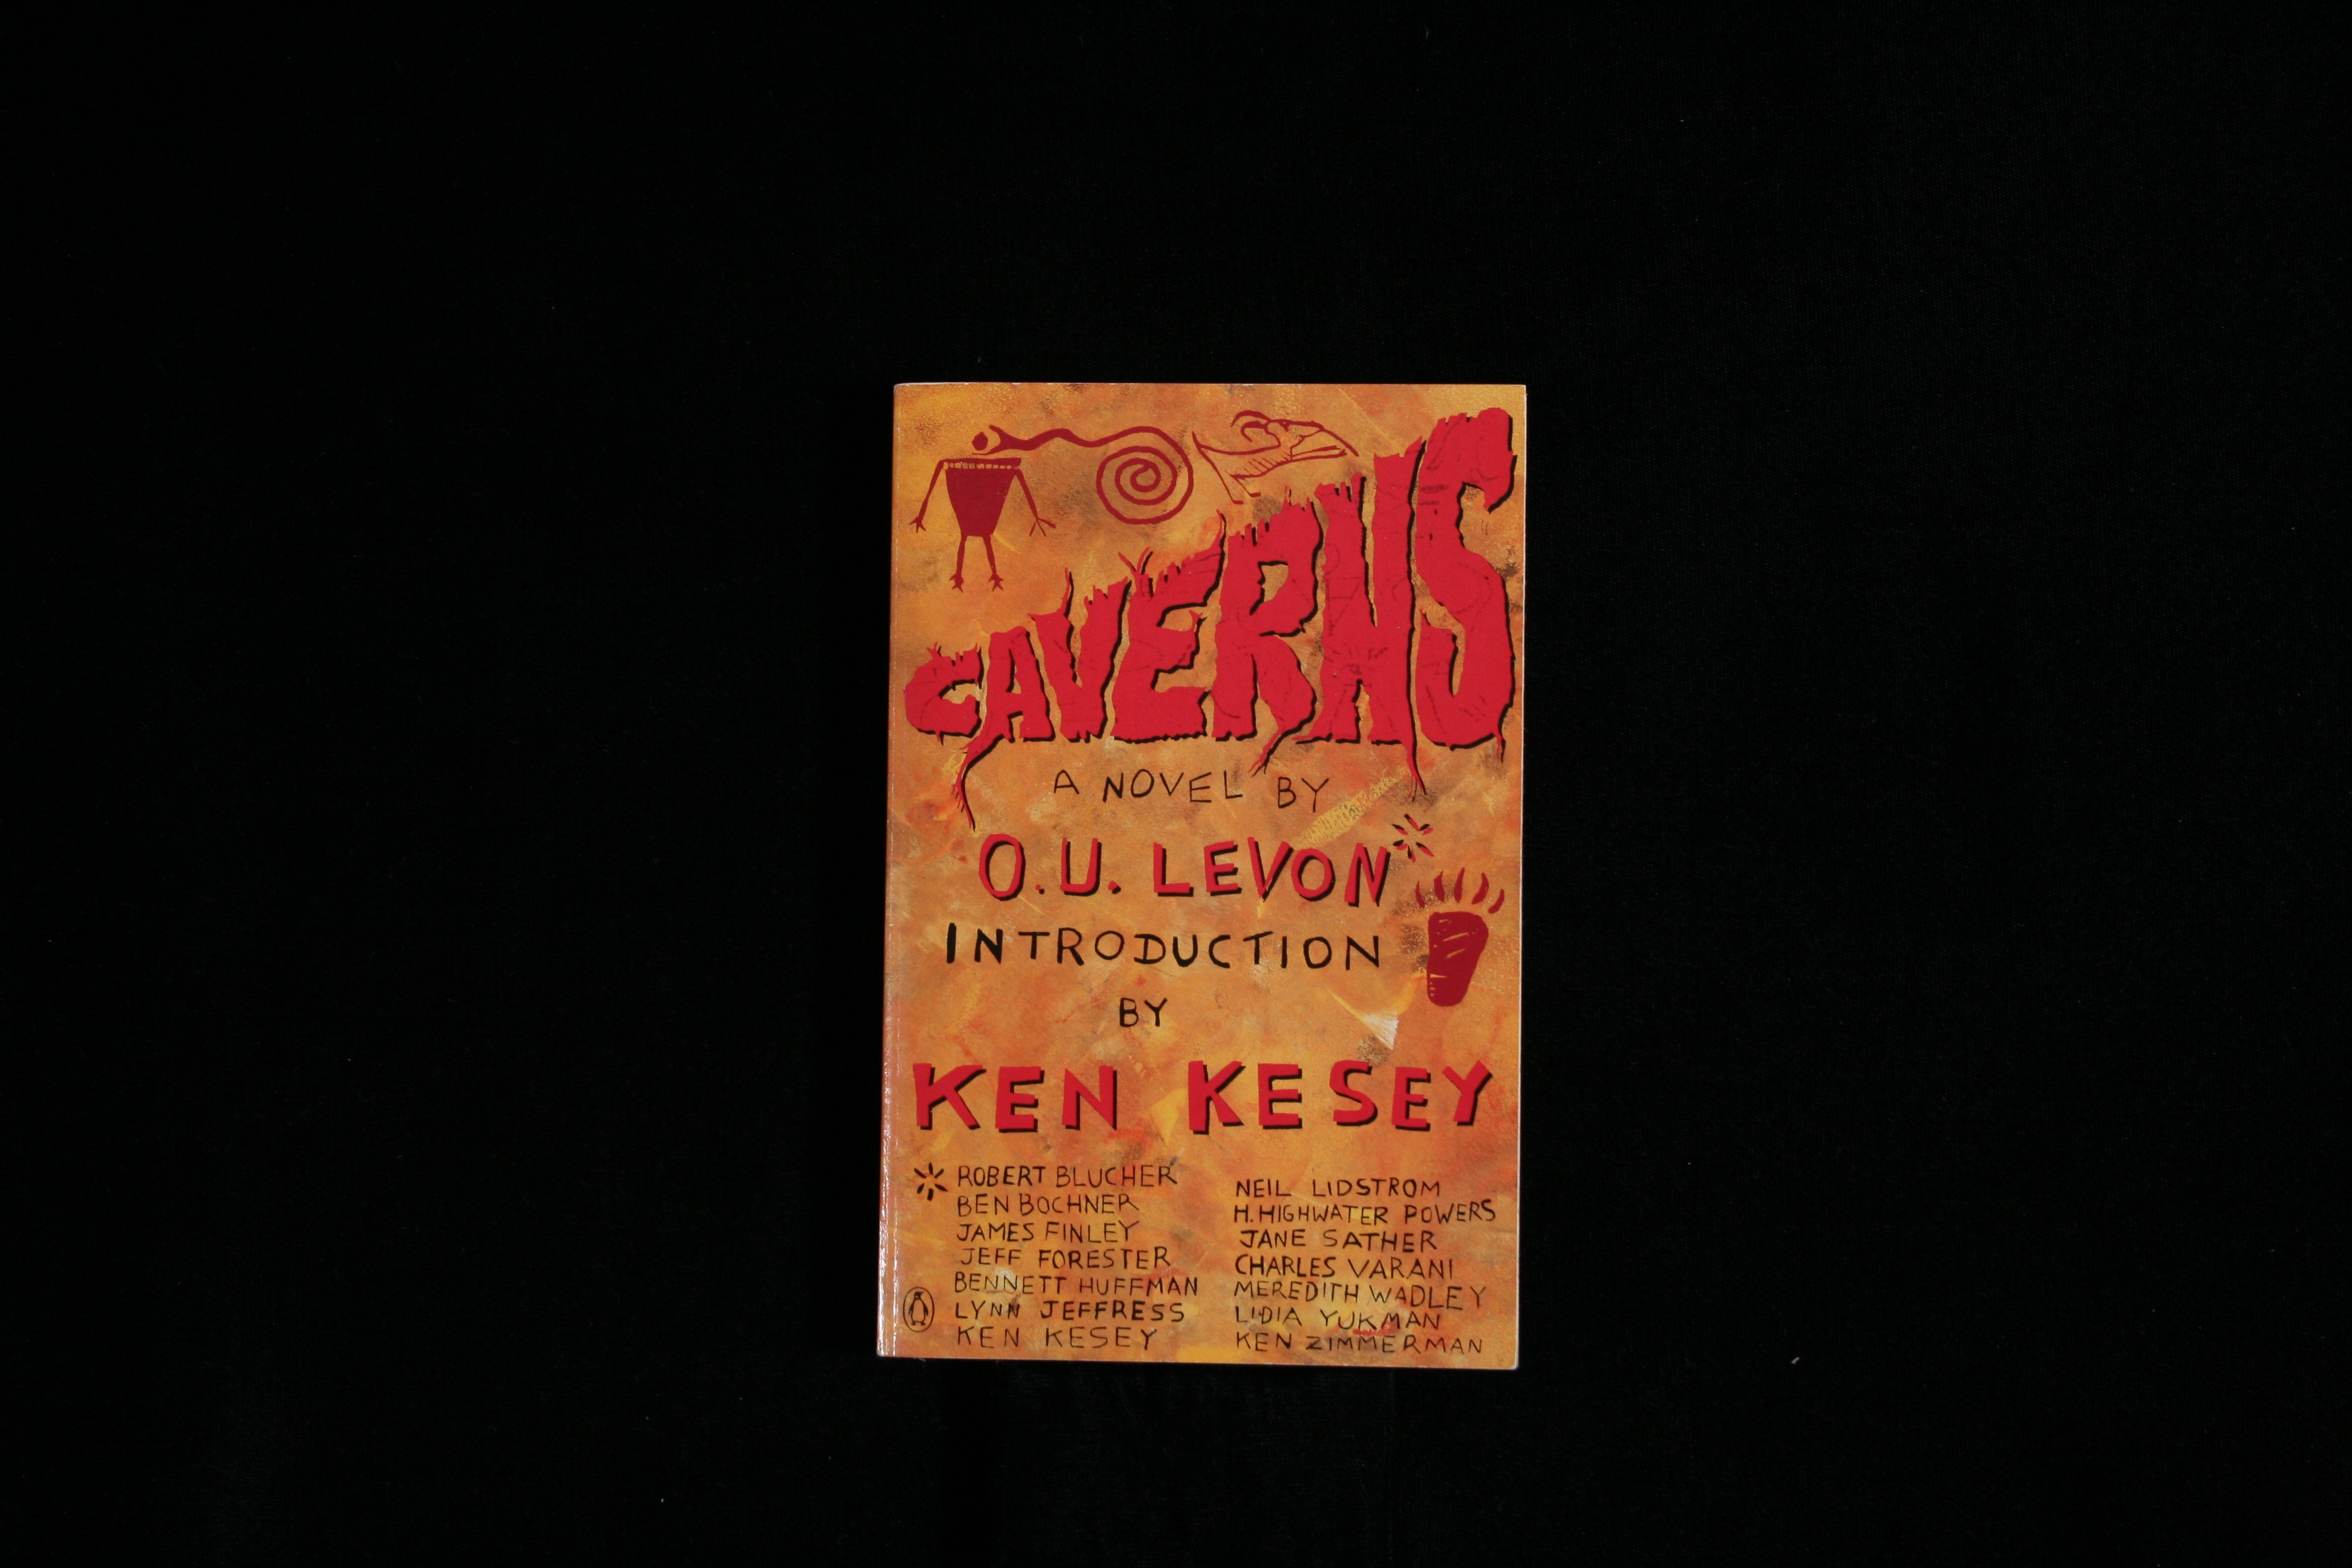 CAVERNS
A NOVEL BY
O.U. LEVON*
INTRODUCTION
BY
KEN KESEY
* ROBERT BLUCHER
BEN BOCHNER
JAMES FINLEY
JEFF FORESTER
BENNETT HUFFMAN
LYNN JEFFRESS
KEN KESEY
NEIL LIDSTROM
H. HIGHWATER POWERS
JANE SATHER
CHARLES VARANI
MEREDITH WADLEY
LIDIA YUKMAN
KEN ZIMMERMAN